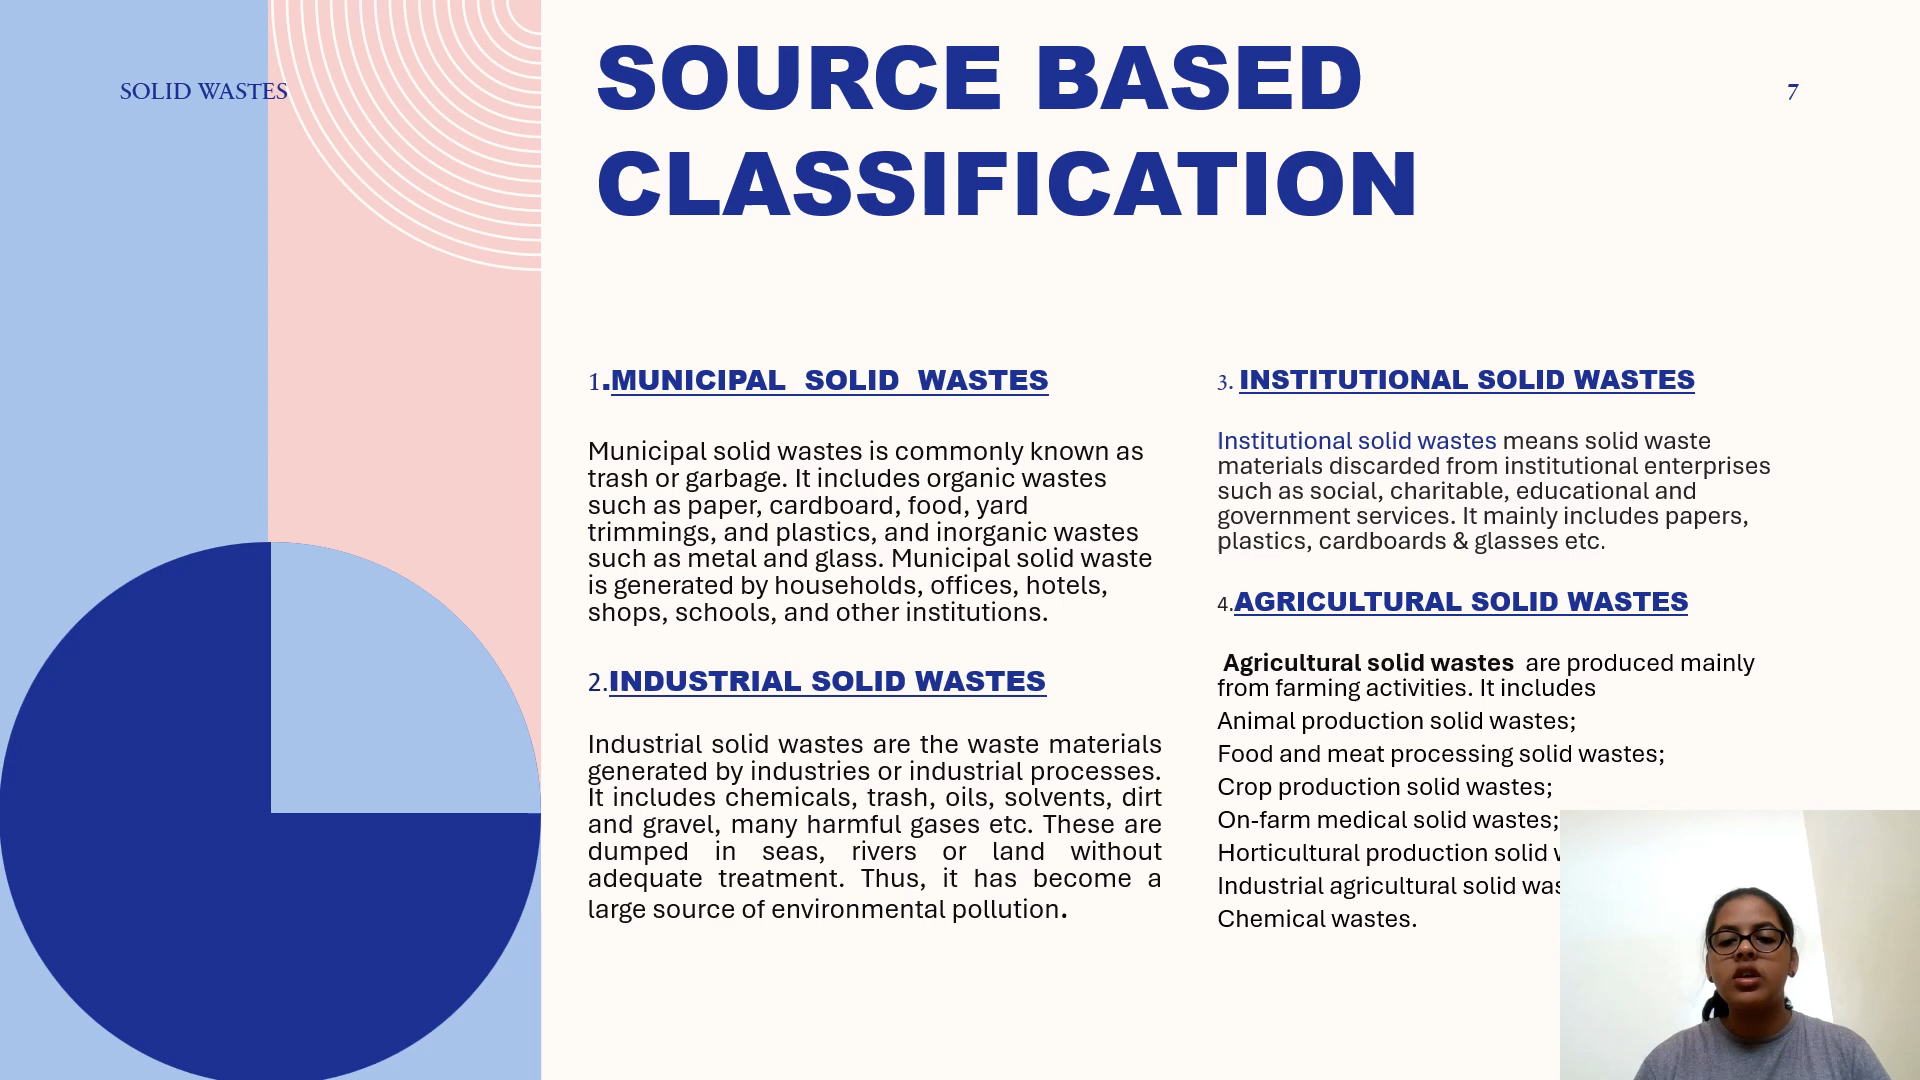 SOLID WASTES
SOURCE BASED
CLASSIFICATION
7
1.MUNICIPAL SOLID WASTES
Municipal solid wastes is commonly known as
trash or garbage. It includes organic wastes
such as paper, cardboard, food, yard
trimmings, and plastics, and inorganic wastes
such as metal and glass. Municipal solid waste
is generated by households, offices, hotels,
shops, schools, and other institutions.
2.INDUSTRIAL SOLID WASTES
Industrial solid wastes are the waste materials
generated by industries or industrial processes.
It includes chemicals, trash, oils, solvents, dirt
and gravel, many harmful gases etc. These are
dumped in seas, rivers or land without
adequate treatment. Thus, it has become a
large source of environmental pollution.
3. INSTITUTIONAL SOLID WASTES
Institutional solid wastes means solid waste
materials discarded from institutional enterprises
such as social, charitable, educational and
government services. It mainly includes papers,
plastics, cardboards & glasses etc.
4.AGRICULTURAL SOLID WASTES
Agricultural solid wastes are produced mainly
from farming activities. It includes
Animal production solid wastes;
Food and meat processing solid wastes;
Crop production solid wastes;
On-farm medical solid wastes;
Horticultural production solid
Industrial agricultural solid
Chemical wastes.